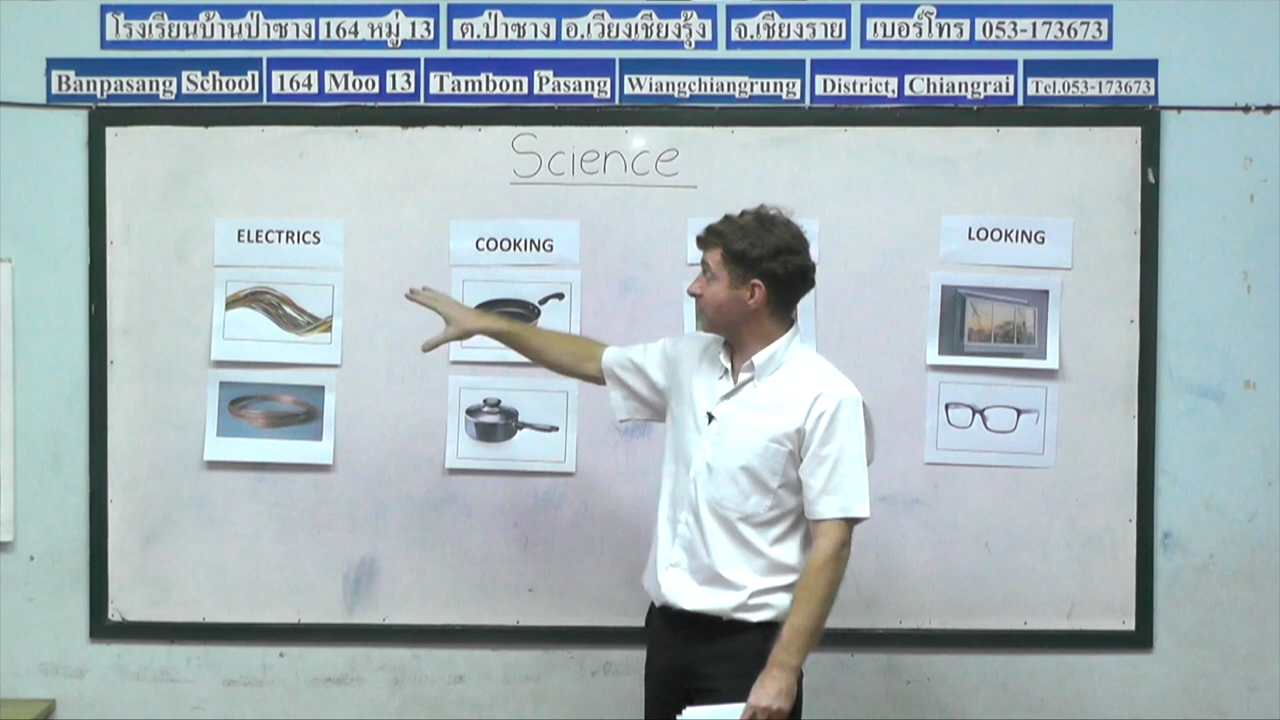 โรงเรียนบ้านป่าซาง 164 หมู่ 13 ต.ป่าซาง อ.เวียงเชียงรุ้ง จ.เชียงราย เบอร์โทร 053-173673
Banpasang School 164 Moo 13 Tambon Pasang Wiangchiangrung District, Chiangrai Tel.053-173673
Science
ELECTRICS COOKING LOOKING